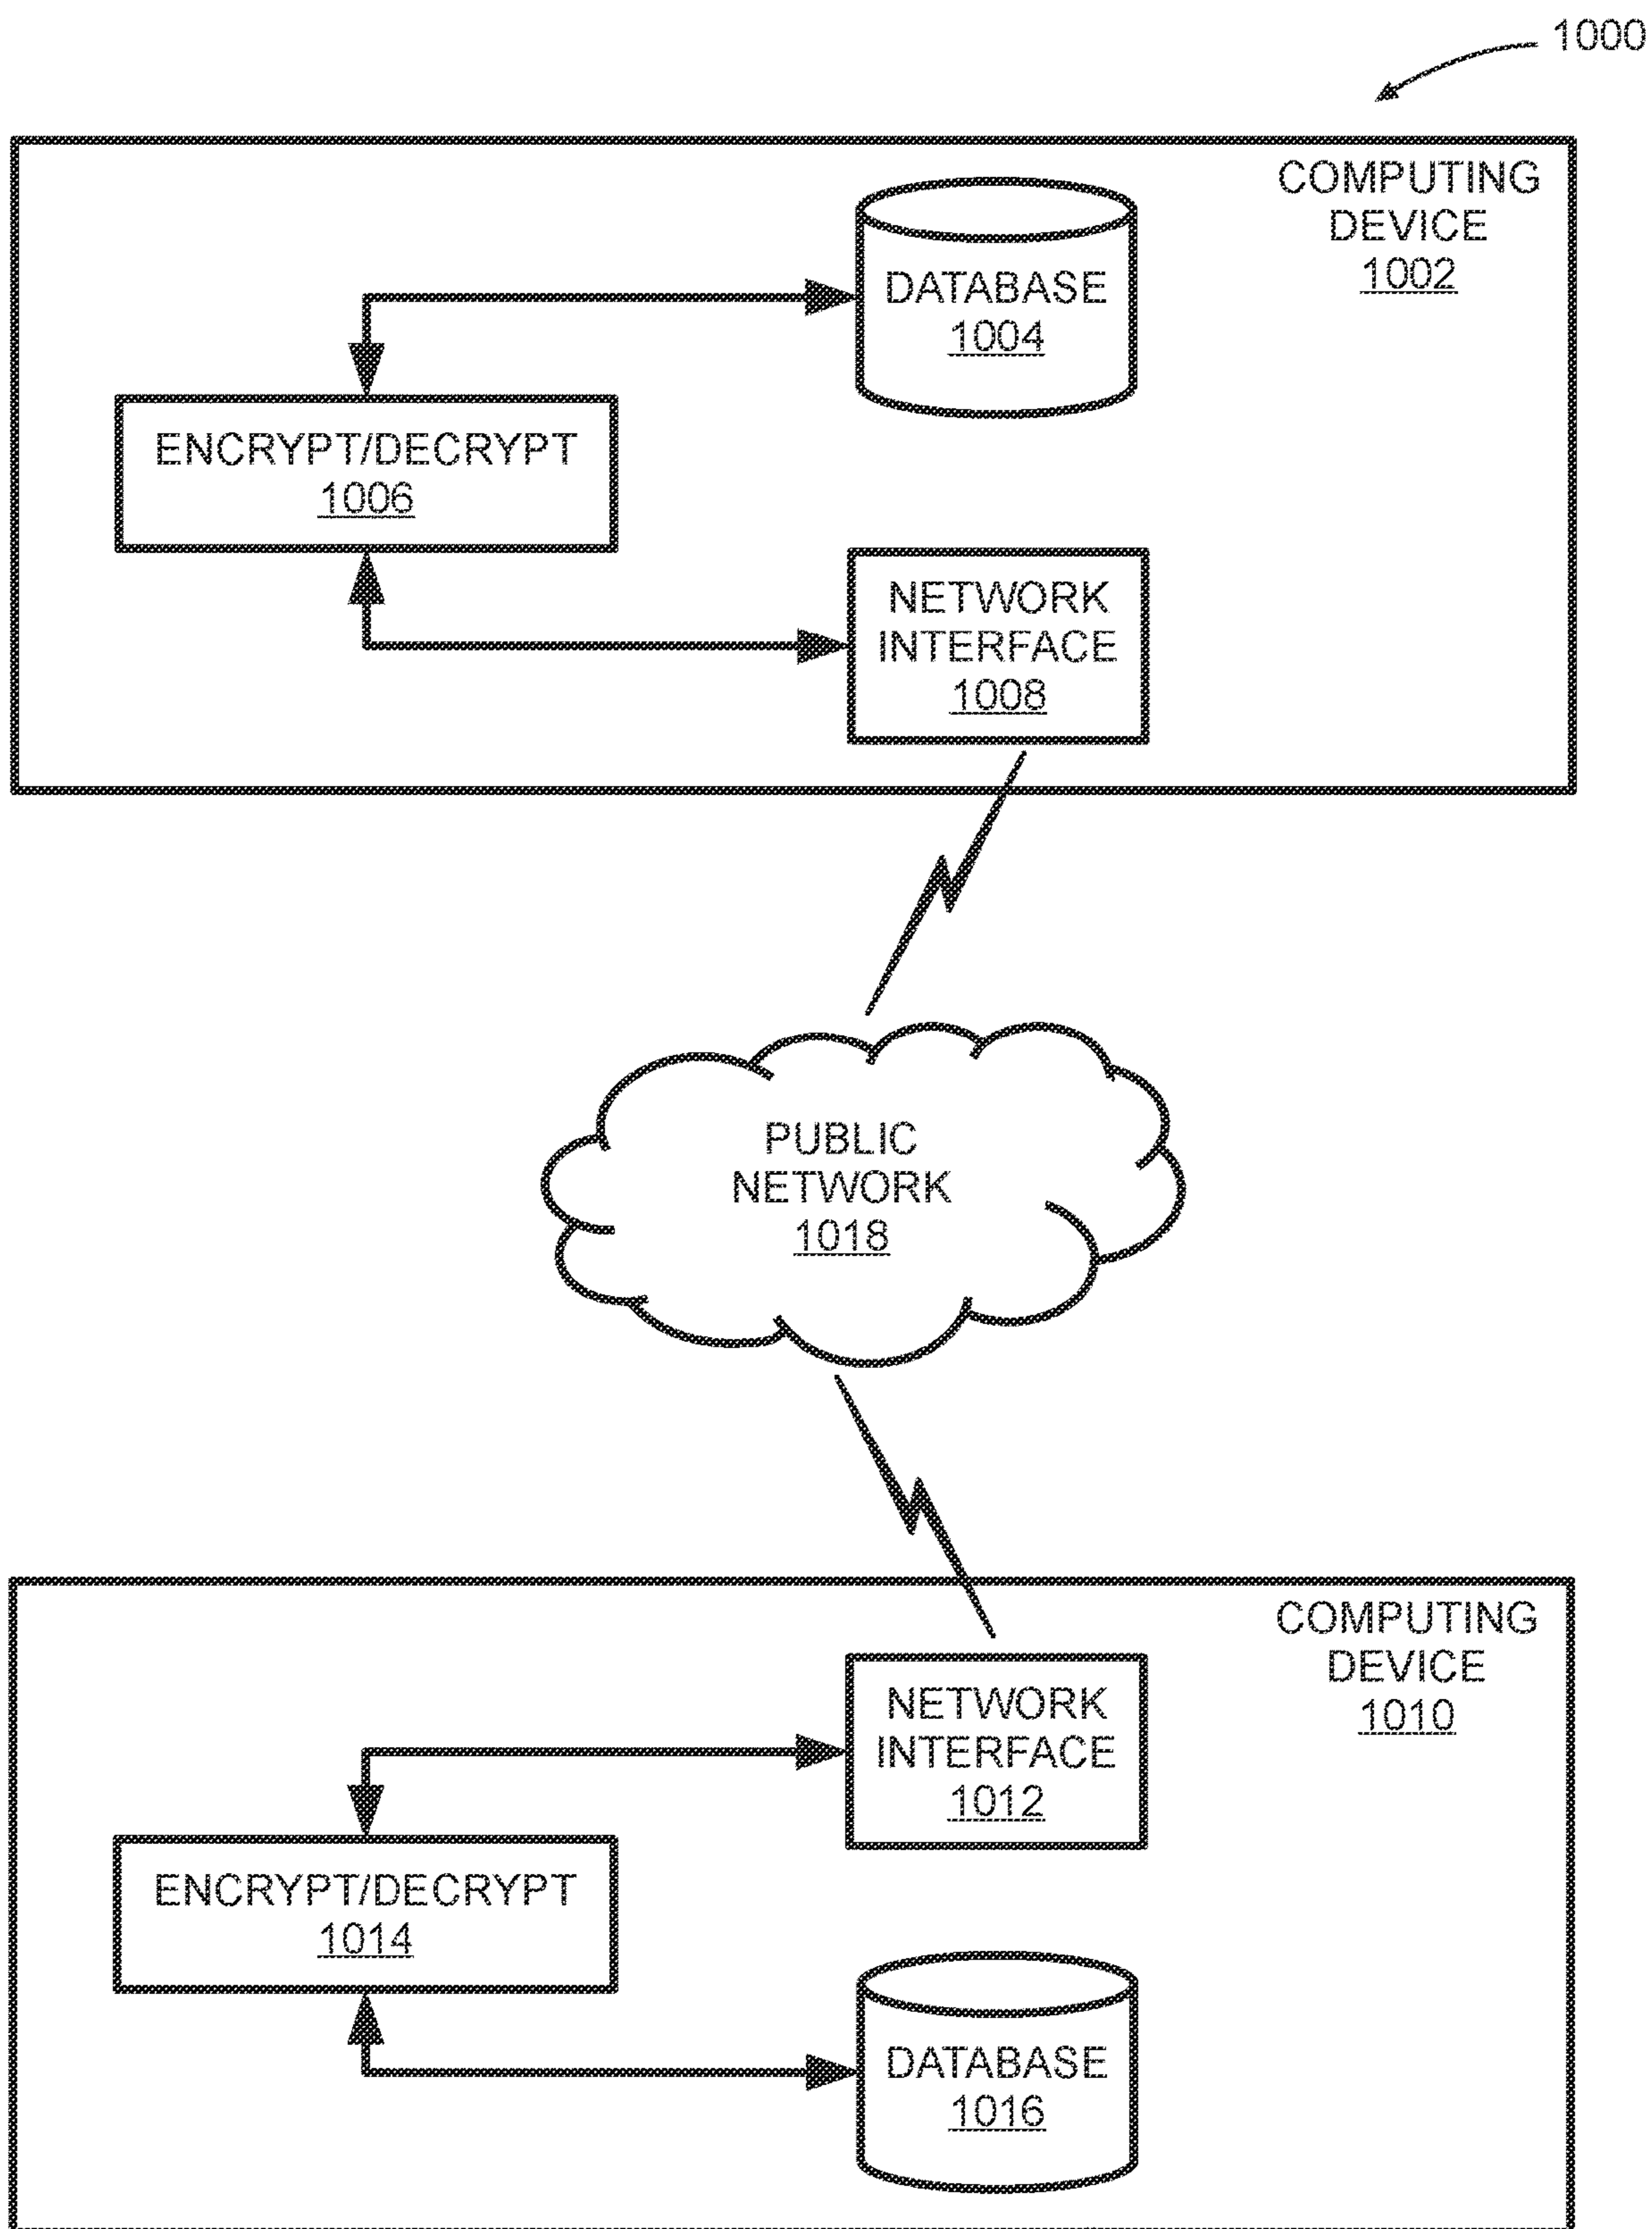 1000
COMPUTING
DEVICE
1002
DATABASE
1004
ENCRYPT/DECRYPT
1006
NETWORK
INTERFACE
1008
PUBLIC
NETWORK
1018
COMPUTING
DEVICE
1010
NETWORK
INTERFACE
1012
ENCRYPT/DECRYPT
1014
DATABASE
1016